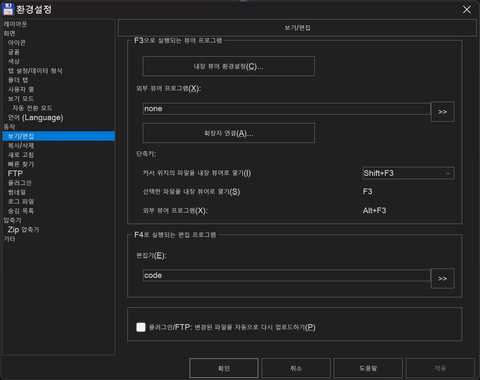 환경설정
레이아웃
화면
아이콘
글꼴
색상
탭 설정/데이터 형식
폴더 탭
사용자 열
보기 모드
자동 전환 모드
언어 (Language)
동작
보기/편집
복사/삭제
새로 고침
빠른 찾기
FTP
플러그인
썸네일
로그 파일
숨김 목록
압축기
Zip 압축기
기타
보기/편집
F3으로 실행되는 뷰어 프로그램
내장 뷰어 환경설정(C)...
외부 뷰어 프로그램(X):
none
>>
확장자 연결(A)...
단축키:
커서 위치의 파일을 내장 뷰어로 열기(I)
Shift+F3
선택한 파일을 내장 뷰어로 열기(S)
F3
외부 뷰어 프로그램(X):
Alt+F3
F4로 실행되는 편집 프로그램
편집기(E):
code
>>
플러그인/FTP: 변경된 파일을 자동으로 다시 업로드하기(P)
확인
취소
도움말
적용